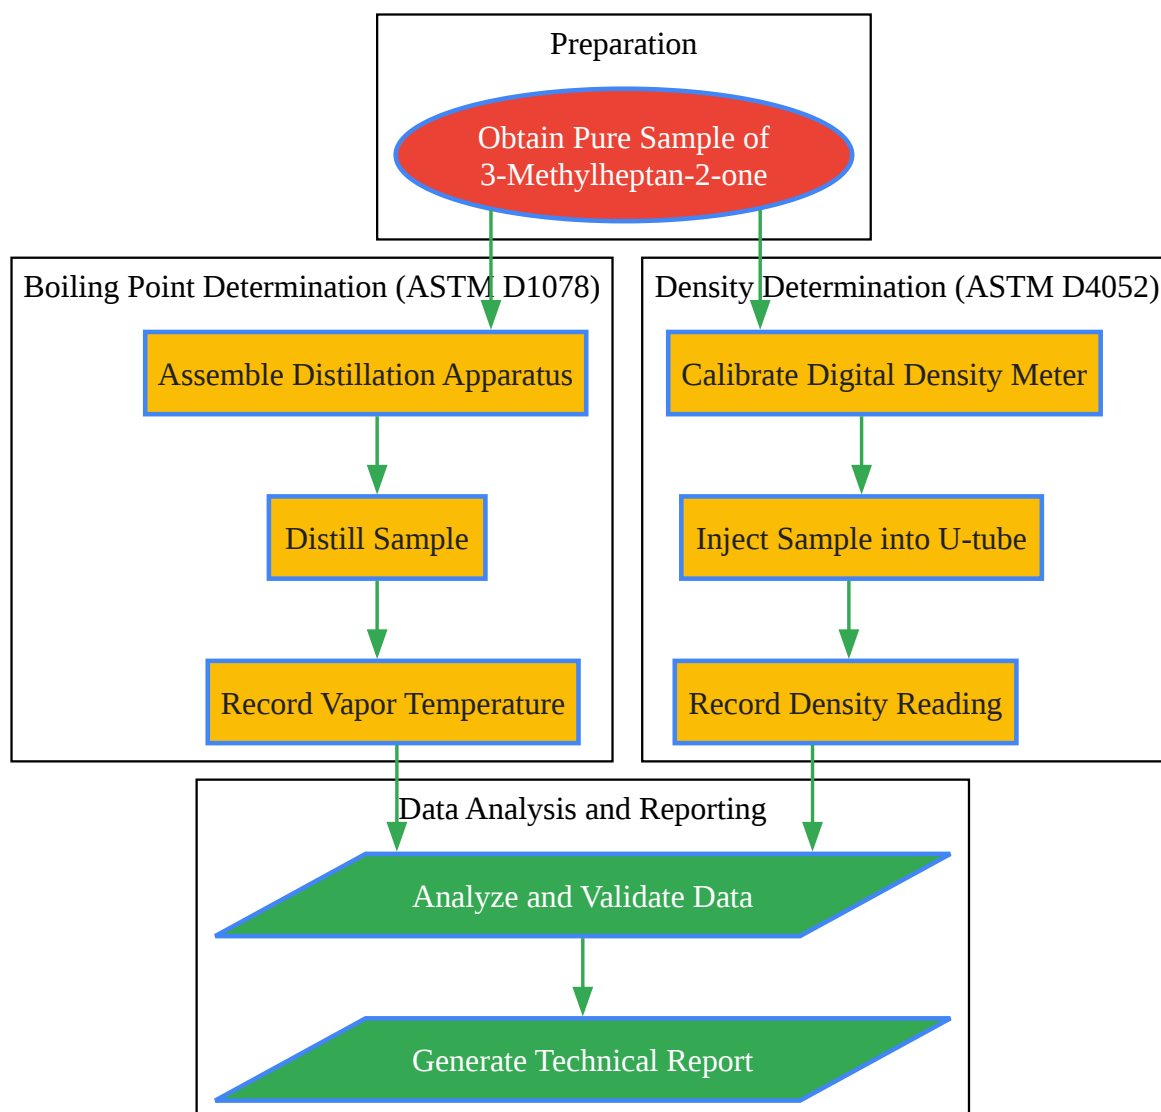 Preparation
Obtain Pure Sample of
3-Methylheptan-2-one
Boiling Point Determination (ASTM D1078)
Assemble Distillation Apparatus
Distill Sample
Record Vapor Temperature
Density Determination (ASTM D4052)
Calibrate Digital Density Meter
Inject Sample into U-tube
Record Density Reading
Data Analysis and Reporting
Analyze and Validate Data
Generate Technical Report